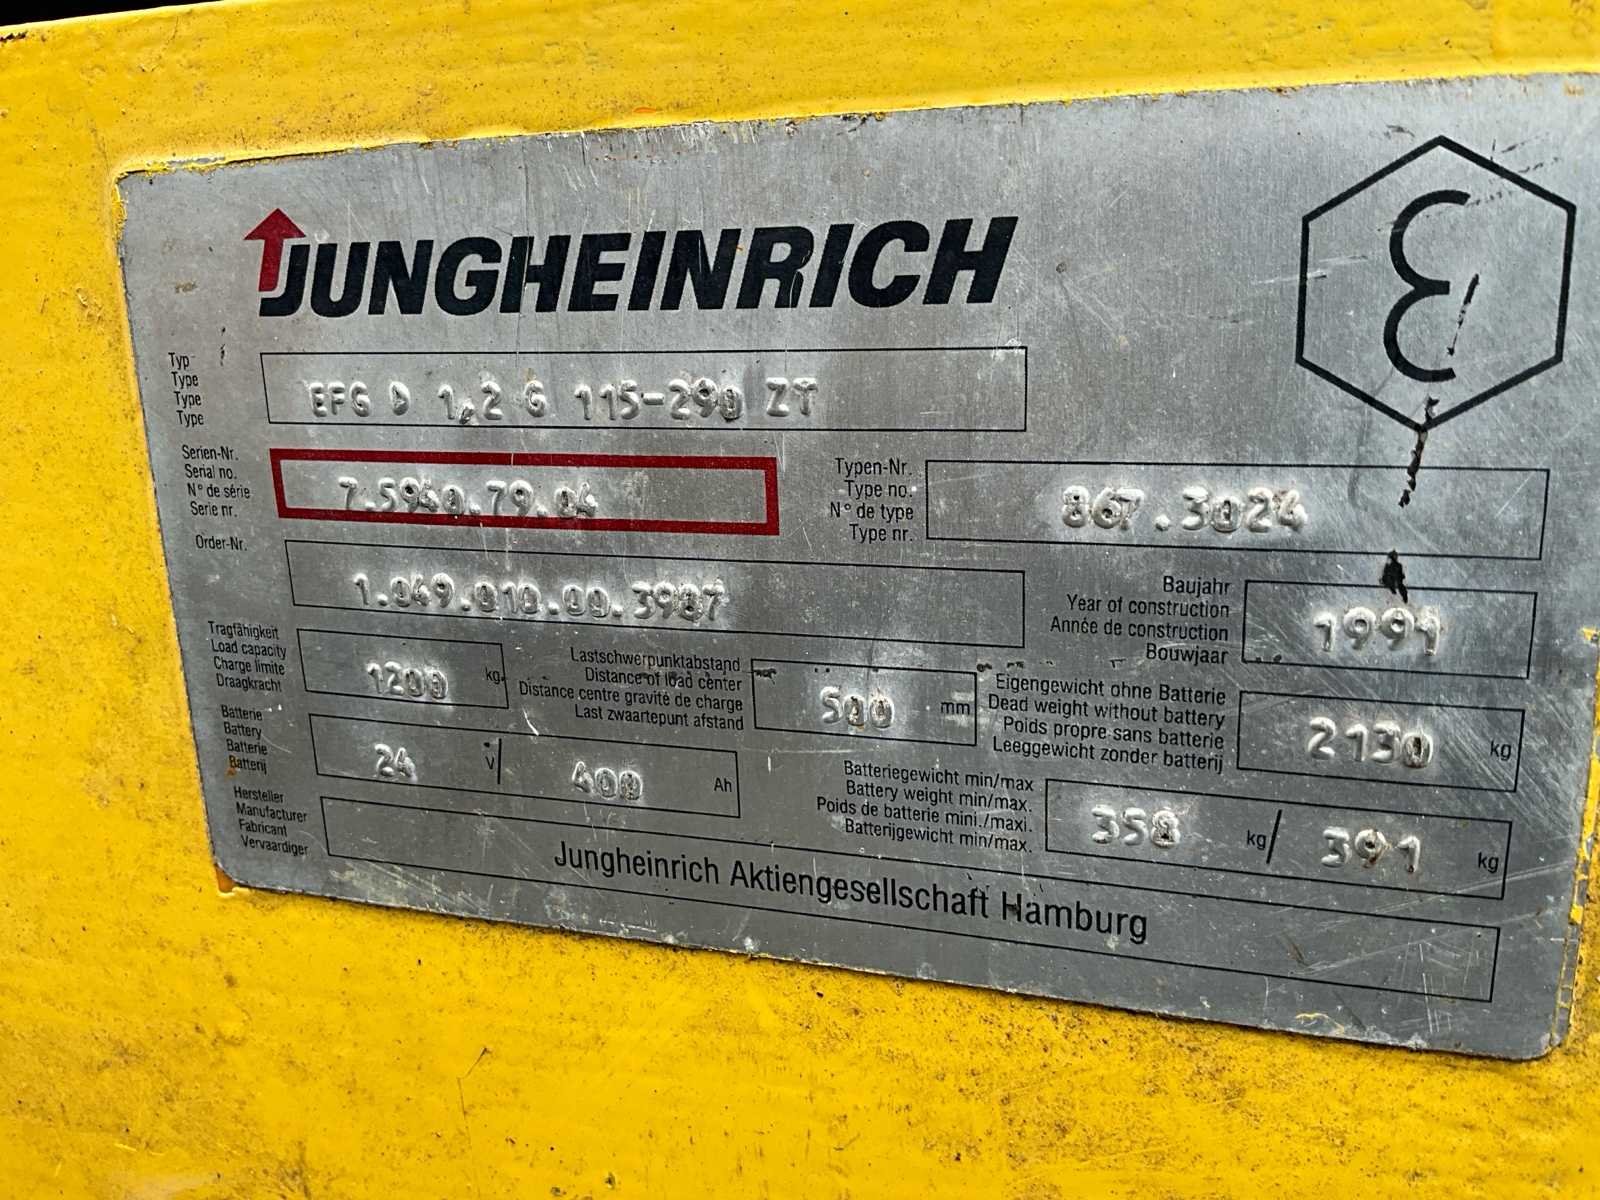 JUNGHEINRICH
ε
Typ
Type
Type
Type
EFG D 1,2 G 115-290 ZT
Serien-Nr.
Serial no.
N° de série
Serie nr.
7.5940.79.04
Typen-Nr.
Type no.
N° de type
Type nr.
867.3024
Order-Nr.
1.049.010.00.3987
Baujahr
Year of construction
Année de construction
Bouwjaar
1991
Tragfähigkeit
Load capacity
Charge limite
Draagkracht
1200 kg
Lastschwerpunktabstand
Distance of load center
Distance centre gravité de charge
Last zwaartepunt afstand
500 mm
Eigengewicht ohne Batterie
Dead weight without battery
Poids propre sans batterie
Leeggewicht zonder batterij
2130 kg
Batterie
Battery
Batterie
Batterij
24 V/ 400 Ah
Batteriegewicht min/max
Battery weight min/max.
Poids de batterie mini./maxi.
Batterijgewicht min/max.
358 kg/ 391 kg
Hersteller
Manufacturer
Fabricant
Vervaardiger
Jungheinrich Aktiengesellschaft Hamburg